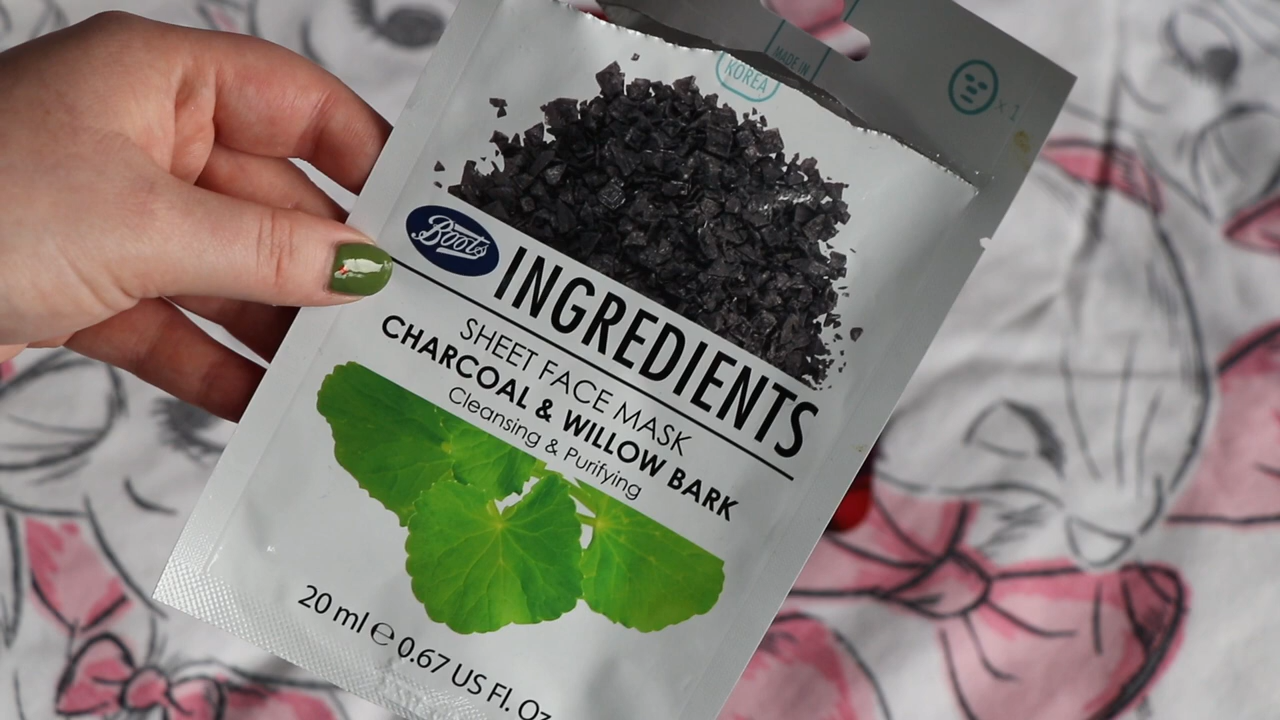 MADE IN
KOREA
x 1
Boots
INGREDIENTS
SHEET FACE MASK
CHARCOAL & WILLOW BARK
Cleansing & Purifying
20 ml ℮ 0.67 US Fl. Oz